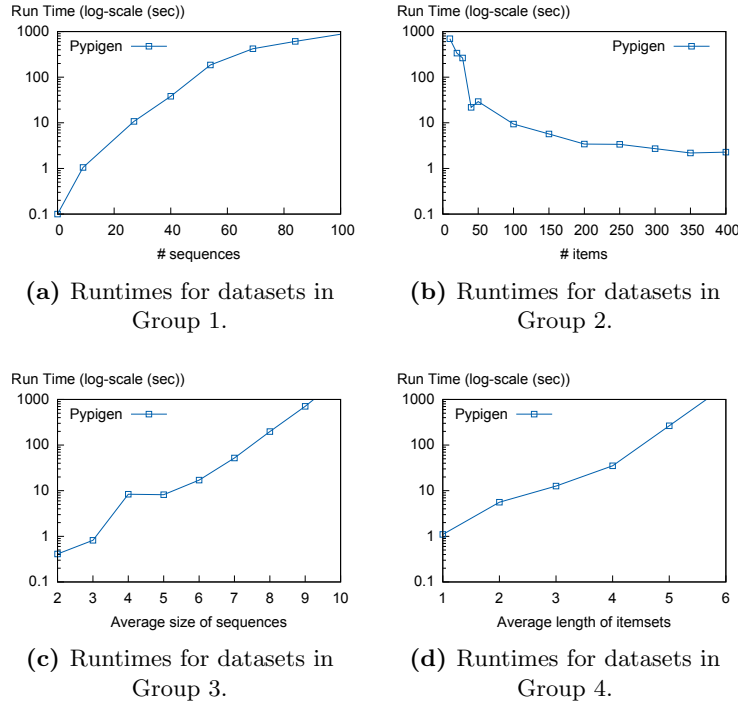 Run Time (log-scale (sec))
1000
100
10
1
0.1
Pypigen
0 20 40 60 80 100
# sequences
(a) Runtimes for datasets in
Group 1.
Run Time (log-scale (sec))
1000
100
10
1
0.1
Pypigen
0 50 100 150 200 250 300 350 400
# items
(b) Runtimes for datasets in
Group 2.
Run Time (log-scale (sec))
1000
100
10
1
0.1
Pypigen
2 3 4 5 6 7 8 9 10
Average size of sequences
(c) Runtimes for datasets in
Group 3.
Run Time (log-scale (sec))
1000
100
10
1
0.1
Pypigen
1 2 3 4 5 6
Average length of itemsets
(d) Runtimes for datasets in
Group 4.